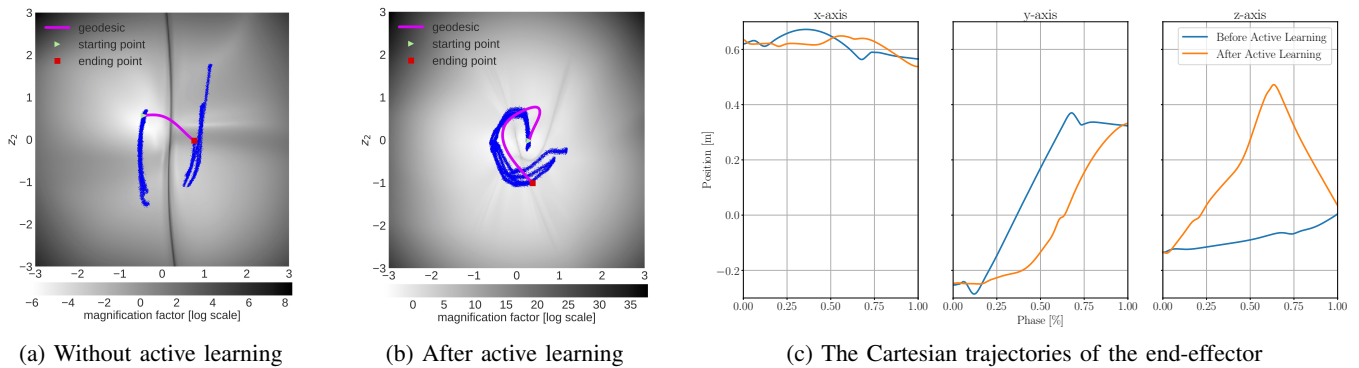 geodesic
starting point
ending point
3
2
1
0
−1
−2
−3
z2
−3 −2 −1 0 1 2 3
−6 −4 −2 0 2 4 6 8
magnification factor [log scale]
(a) Without active learning
geodesic
starting point
ending point
3
2
1
0
−1
−2
−3
z2
−3 −2 −1 0 1 2 3
0 5 10 15 20 25 30 35
magnification factor [log scale]
(b) After active learning
x-axis y-axis z-axis
Before Active Learning
After Active Learning
0.6
0.4
0.2
0.0
−0.2
Position [m]
0.00 0.25 0.50 0.75 1.00 0.00 0.25 0.50 0.75 1.00 0.00 0.25 0.50 0.75 1.00
Phase [%]
(c) The Cartesian trajectories of the end-effector